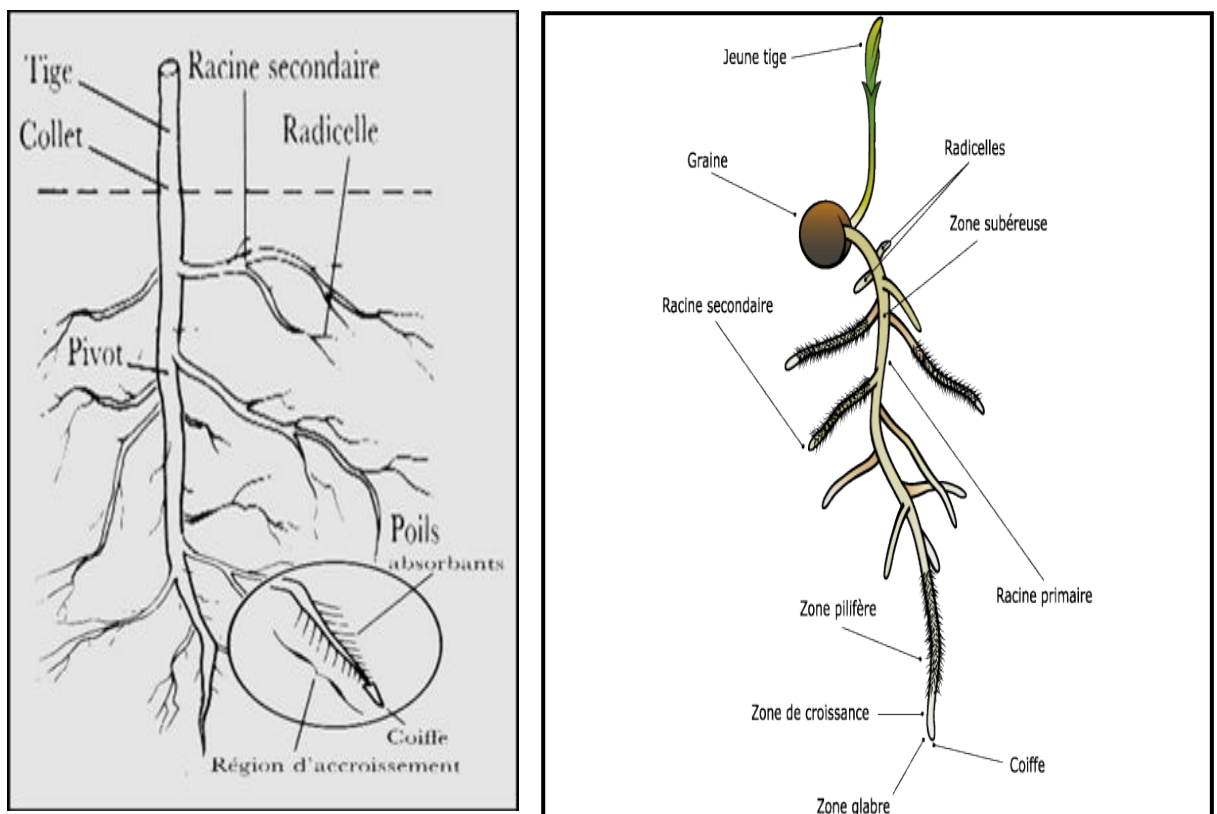 Tige
Racine secondaire
Collet
Radicelle
Pivot
Poils
absorbants
Coiffe
Région d'accroissement
Jeune tige
Radicelles
Graine
Zone subéreuse
Racine secondaire
Racine primaire
Zone pilifère
Zone de croissance
Coiffe
Zone glabre